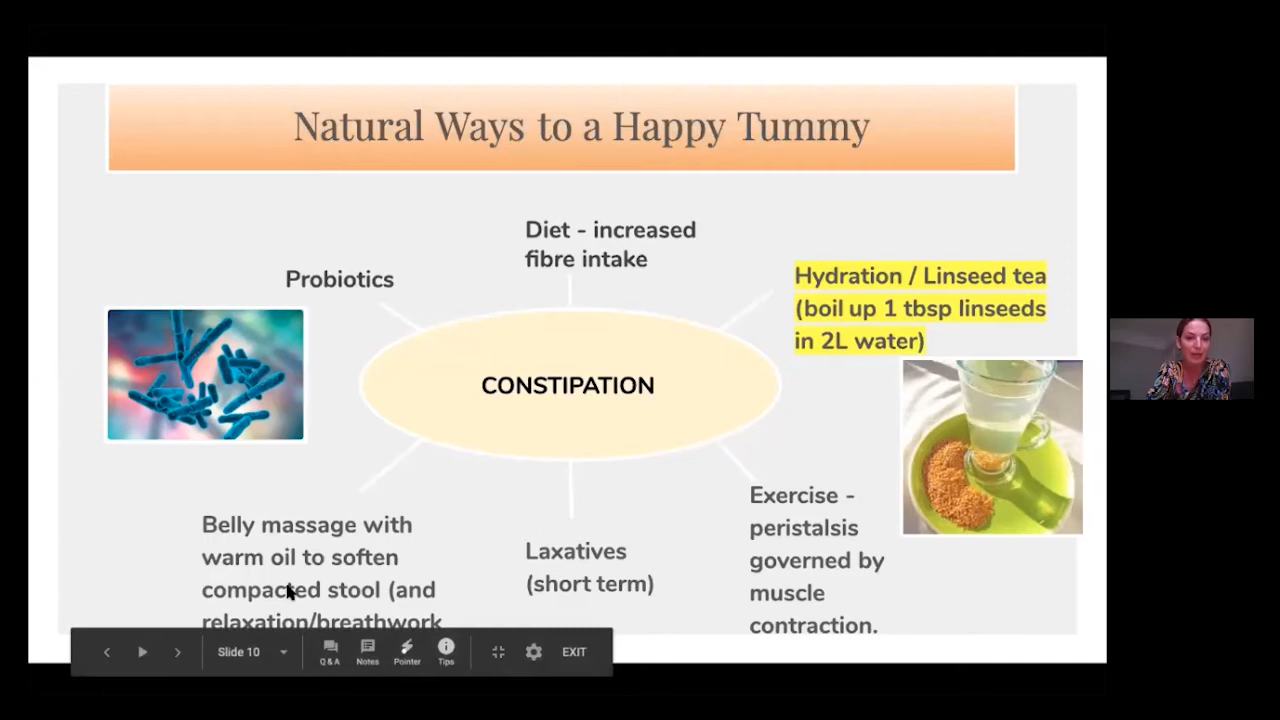 Natural Ways to a Happy Tummy
Diet - increased
fibre intake
Probiotics
Hydration / Linseed tea
(boil up 1 tbsp linseeds
in 2L water)
CONSTIPATION
Belly massage with
warm oil to soften
compacted stool (and
relaxation/breathwork
Laxatives
(short term)
Exercise -
peristalsis
governed by
muscle
contraction.
Slide 10
Q & A
Notes
Pointer
Tips
EXIT